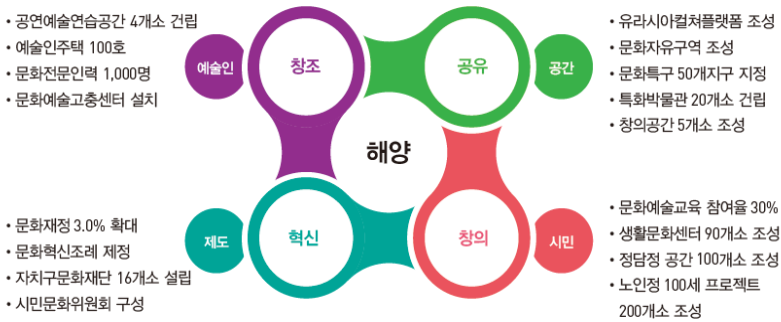 • 공연예술연습공간 4개소 건립
• 예술인주택 100호
• 문화전문인력 1,000명
• 문화예술고충센터 설치
예술인
창조
공유
공간
• 유라시아컬쳐플랫폼 조성
• 문화자유구역 조성
• 문화특구 50개지구 지정
• 특화박물관 20개소 건립
• 창의공간 5개소 조성
해양
• 문화재정 3.0% 확대
• 문화혁신조례 제정
• 자치구문화재단 16개소 설립
• 시민문화위원회 구성
제도
혁신
창의
시민
• 문화예술교육 참여율 30%
• 생활문화센터 90개소 조성
• 정담정 공간 100개소 조성
• 노인정 100세 프로젝트
200개소 조성